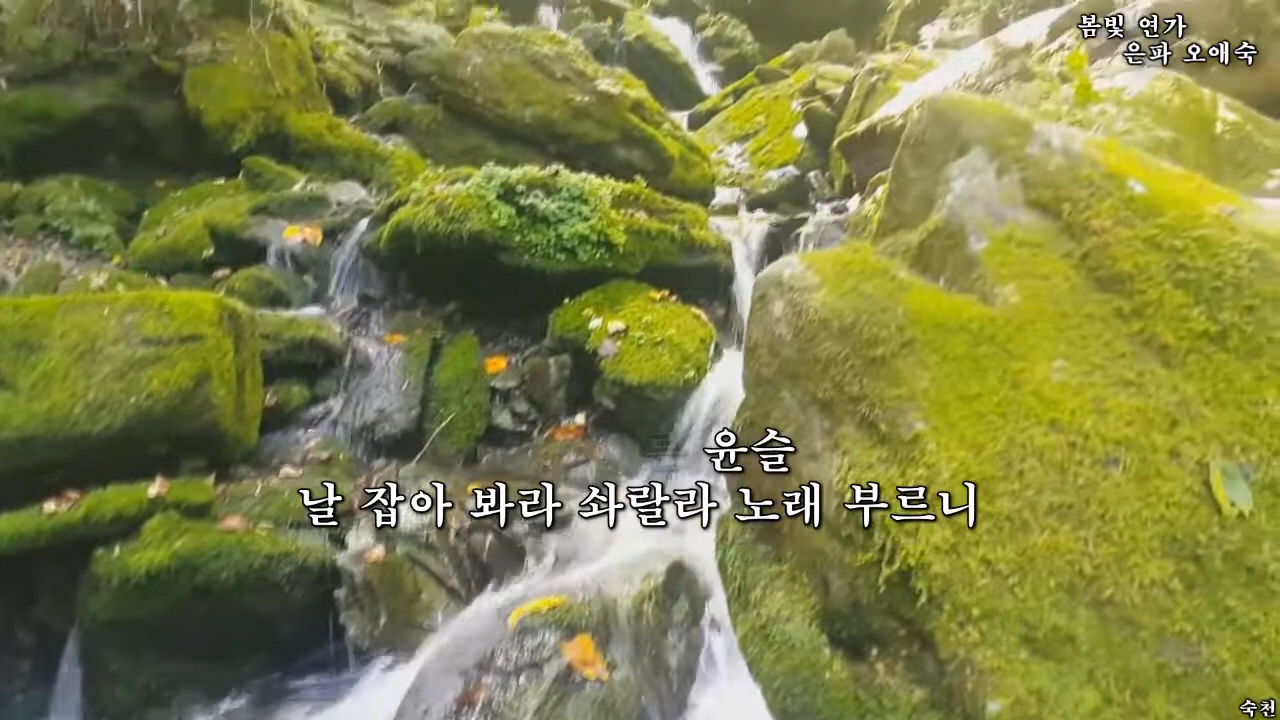 봄빛 연가
은파 오애숙
윤슬
날 잡아 봐라 솨랄라 노래 부르니
숙천